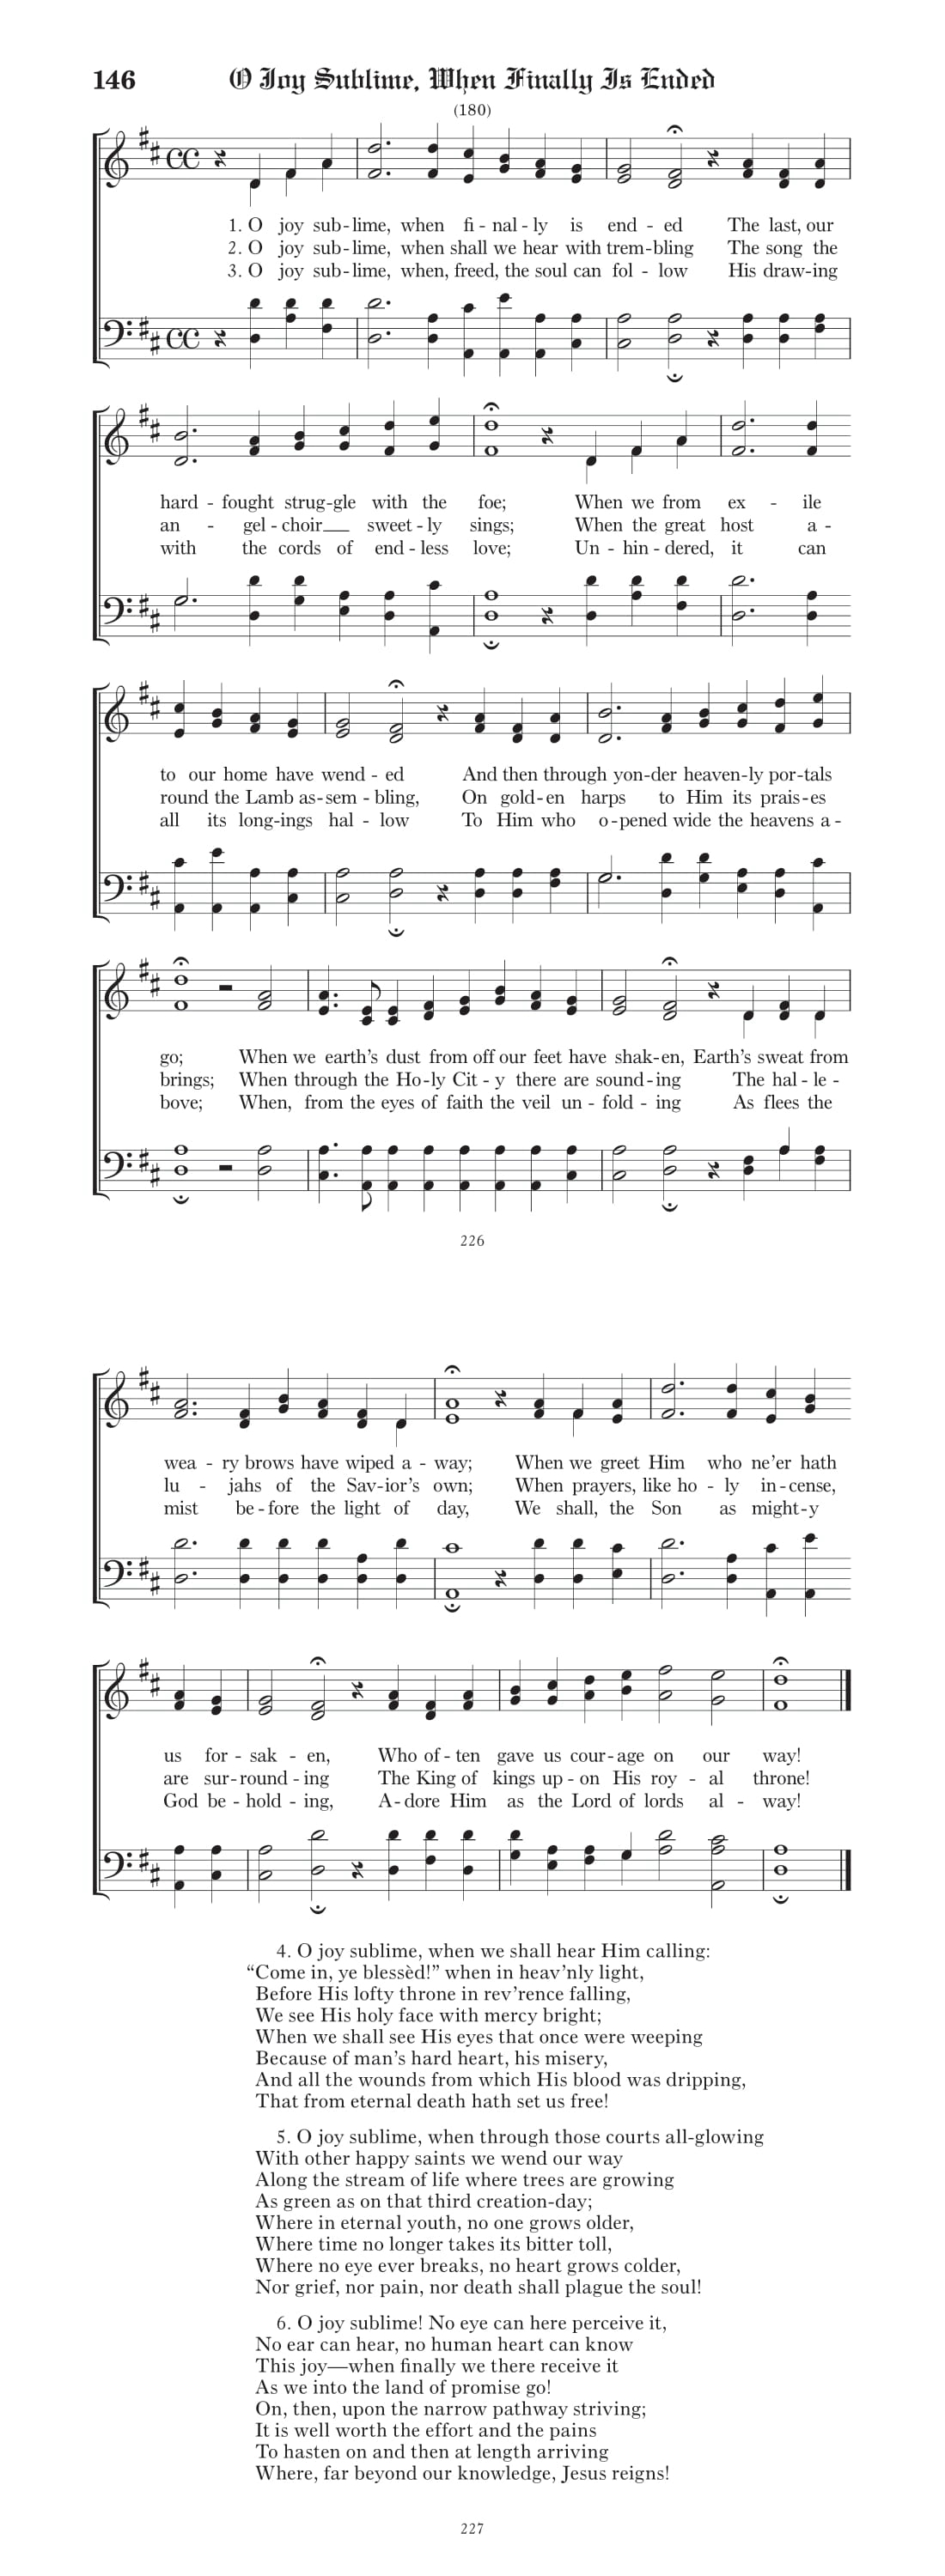 146 O Joy Sublime, When Finally Is Ended
(180)
1. O joy sub-lime, when fi-nal-ly is end-ed The last, our
2. O joy sub-lime, when shall we hear with trem-bling The song the
3. O joy sub-lime, when, freed, the soul can fol-low His draw-ing
hard-fought strug-gle with the foe; When we from ex-ile
an-gel-choir sweet-ly sings; When the great host a-
with the cords of end-less love; Un-hin-dered, it can
to our home have wend-ed And then through yon-der heaven-ly por-tals
round the Lamb as-sem-bling, On gold-en harps to Him its prais-es
all its long-ings hal-low To Him who o-pened wide the heavens a-
go; When we earth's dust from off our feet have shak-en, Earth's sweat from
brings; When through the Ho-ly Cit-y there are sound-ing The hal-le-
bove; When, from the eyes of faith the veil un-fold-ing As flees the
226
wea-ry brows have wiped a-way; When we greet Him who ne'er hath
lu-jahs of the Sav-ior's own; When prayers, like ho-ly in-cense,
mist be-fore the light of day, We shall, the Son as might-y
us for-sak-en, Who of-ten gave us cour-age on our way!
are sur-round-ing The King of kings up-on His roy-al throne!
God be-hold-ing, A-dore Him as the Lord of lords al-way!
4. O joy sublime, when we shall hear Him calling:
“Come in, ye blessèd!” when in heav'nly light,
Before His lofty throne in rev'rence falling,
We see His holy face with mercy bright;
When we shall see His eyes that once were weeping
Because of man's hard heart, his misery,
And all the wounds from which His blood was dripping,
That from eternal death hath set us free!
5. O joy sublime, when through those courts all-glowing
With other happy saints we wend our way
Along the stream of life where trees are growing
As green as on that third creation-day;
Where in eternal youth, no one grows older,
Where time no longer takes its bitter toll,
Where no eye ever breaks, no heart grows colder,
Nor grief, nor pain, nor death shall plague the soul!
6. O joy sublime! No eye can here perceive it,
No ear can hear, no human heart can know
This joy—when finally we there receive it
As we into the land of promise go!
On, then, upon the narrow pathway striving;
It is well worth the effort and the pains
To hasten on and then at length arriving
Where, far beyond our knowledge, Jesus reigns!
227